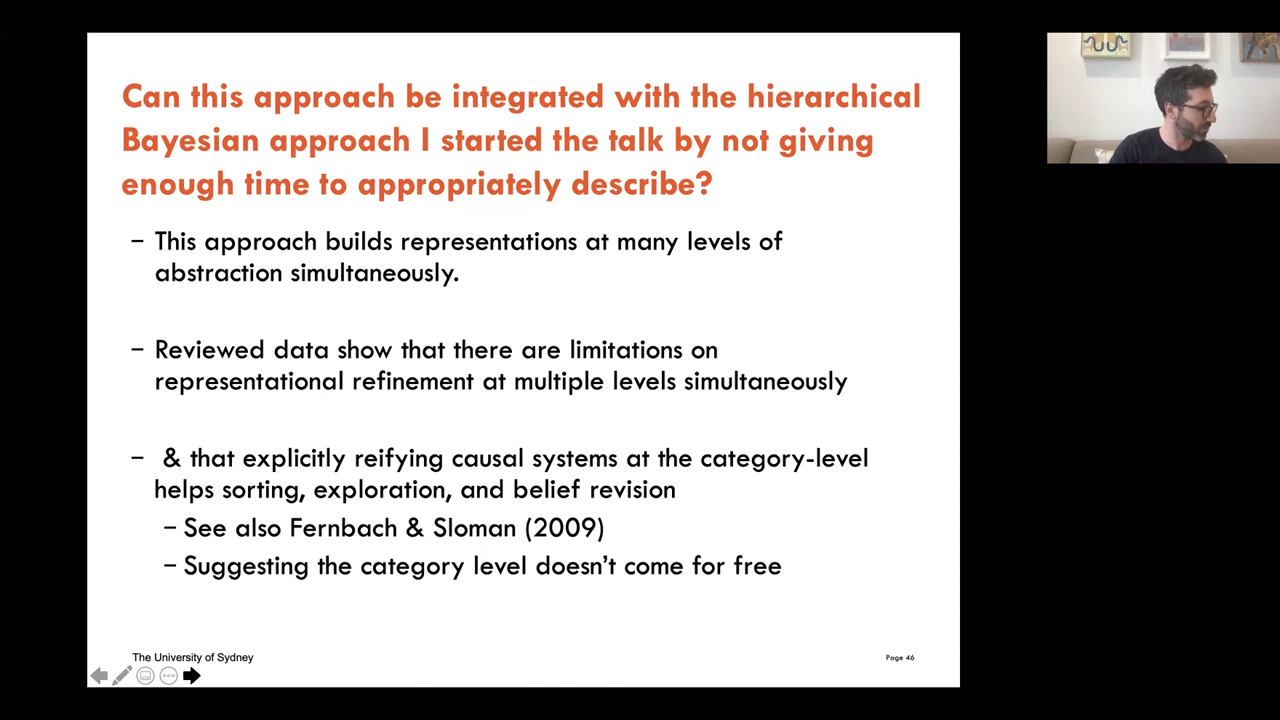 Can this approach be integrated with the hierarchical
Bayesian approach I started the talk by not giving
enough time to appropriately describe?
– This approach builds representations at many levels of
abstraction simultaneously.
– Reviewed data show that there are limitations on
representational refinement at multiple levels simultaneously
– & that explicitly reifying causal systems at the category-level
helps sorting, exploration, and belief revision
– See also Fernbach & Sloman (2009)
– Suggesting the category level doesn’t come for free
The University of Sydney
Page 46